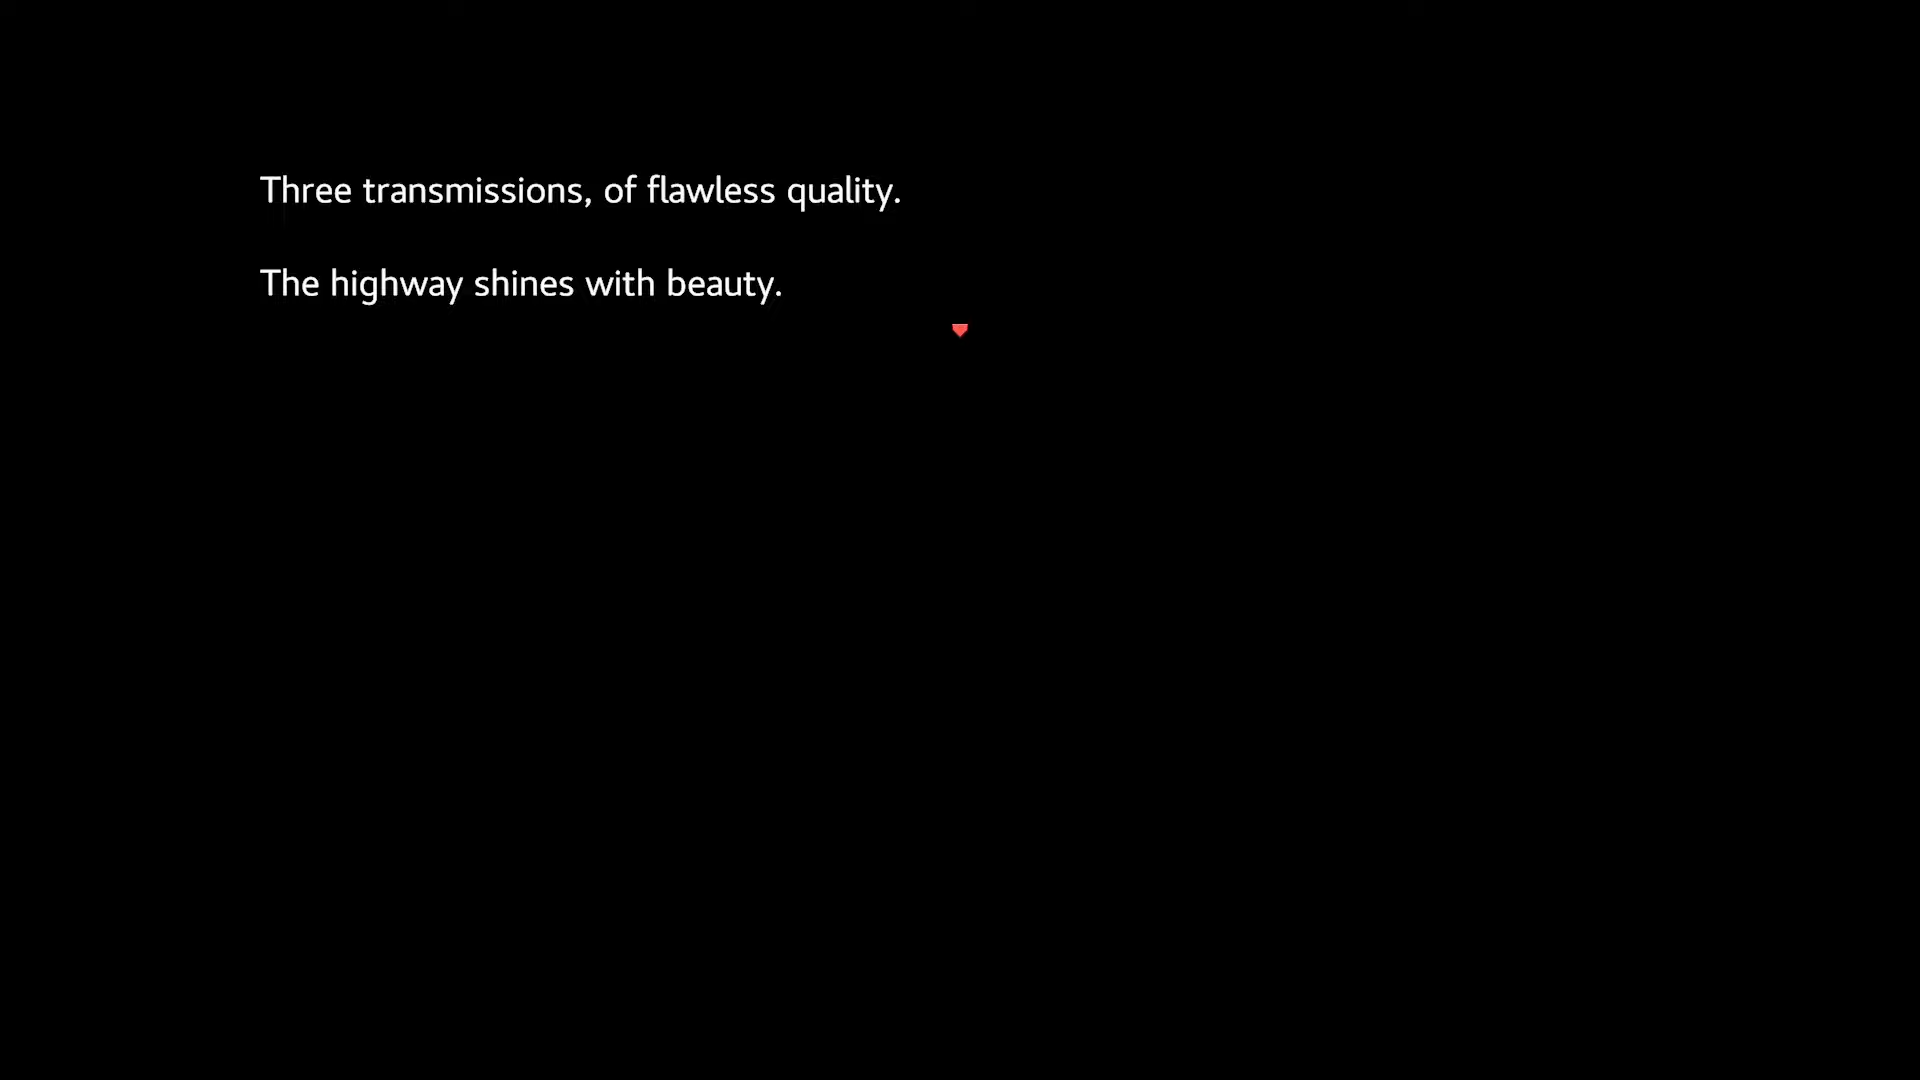 Three transmissions, of flawless quality.
The highway shines with beauty.